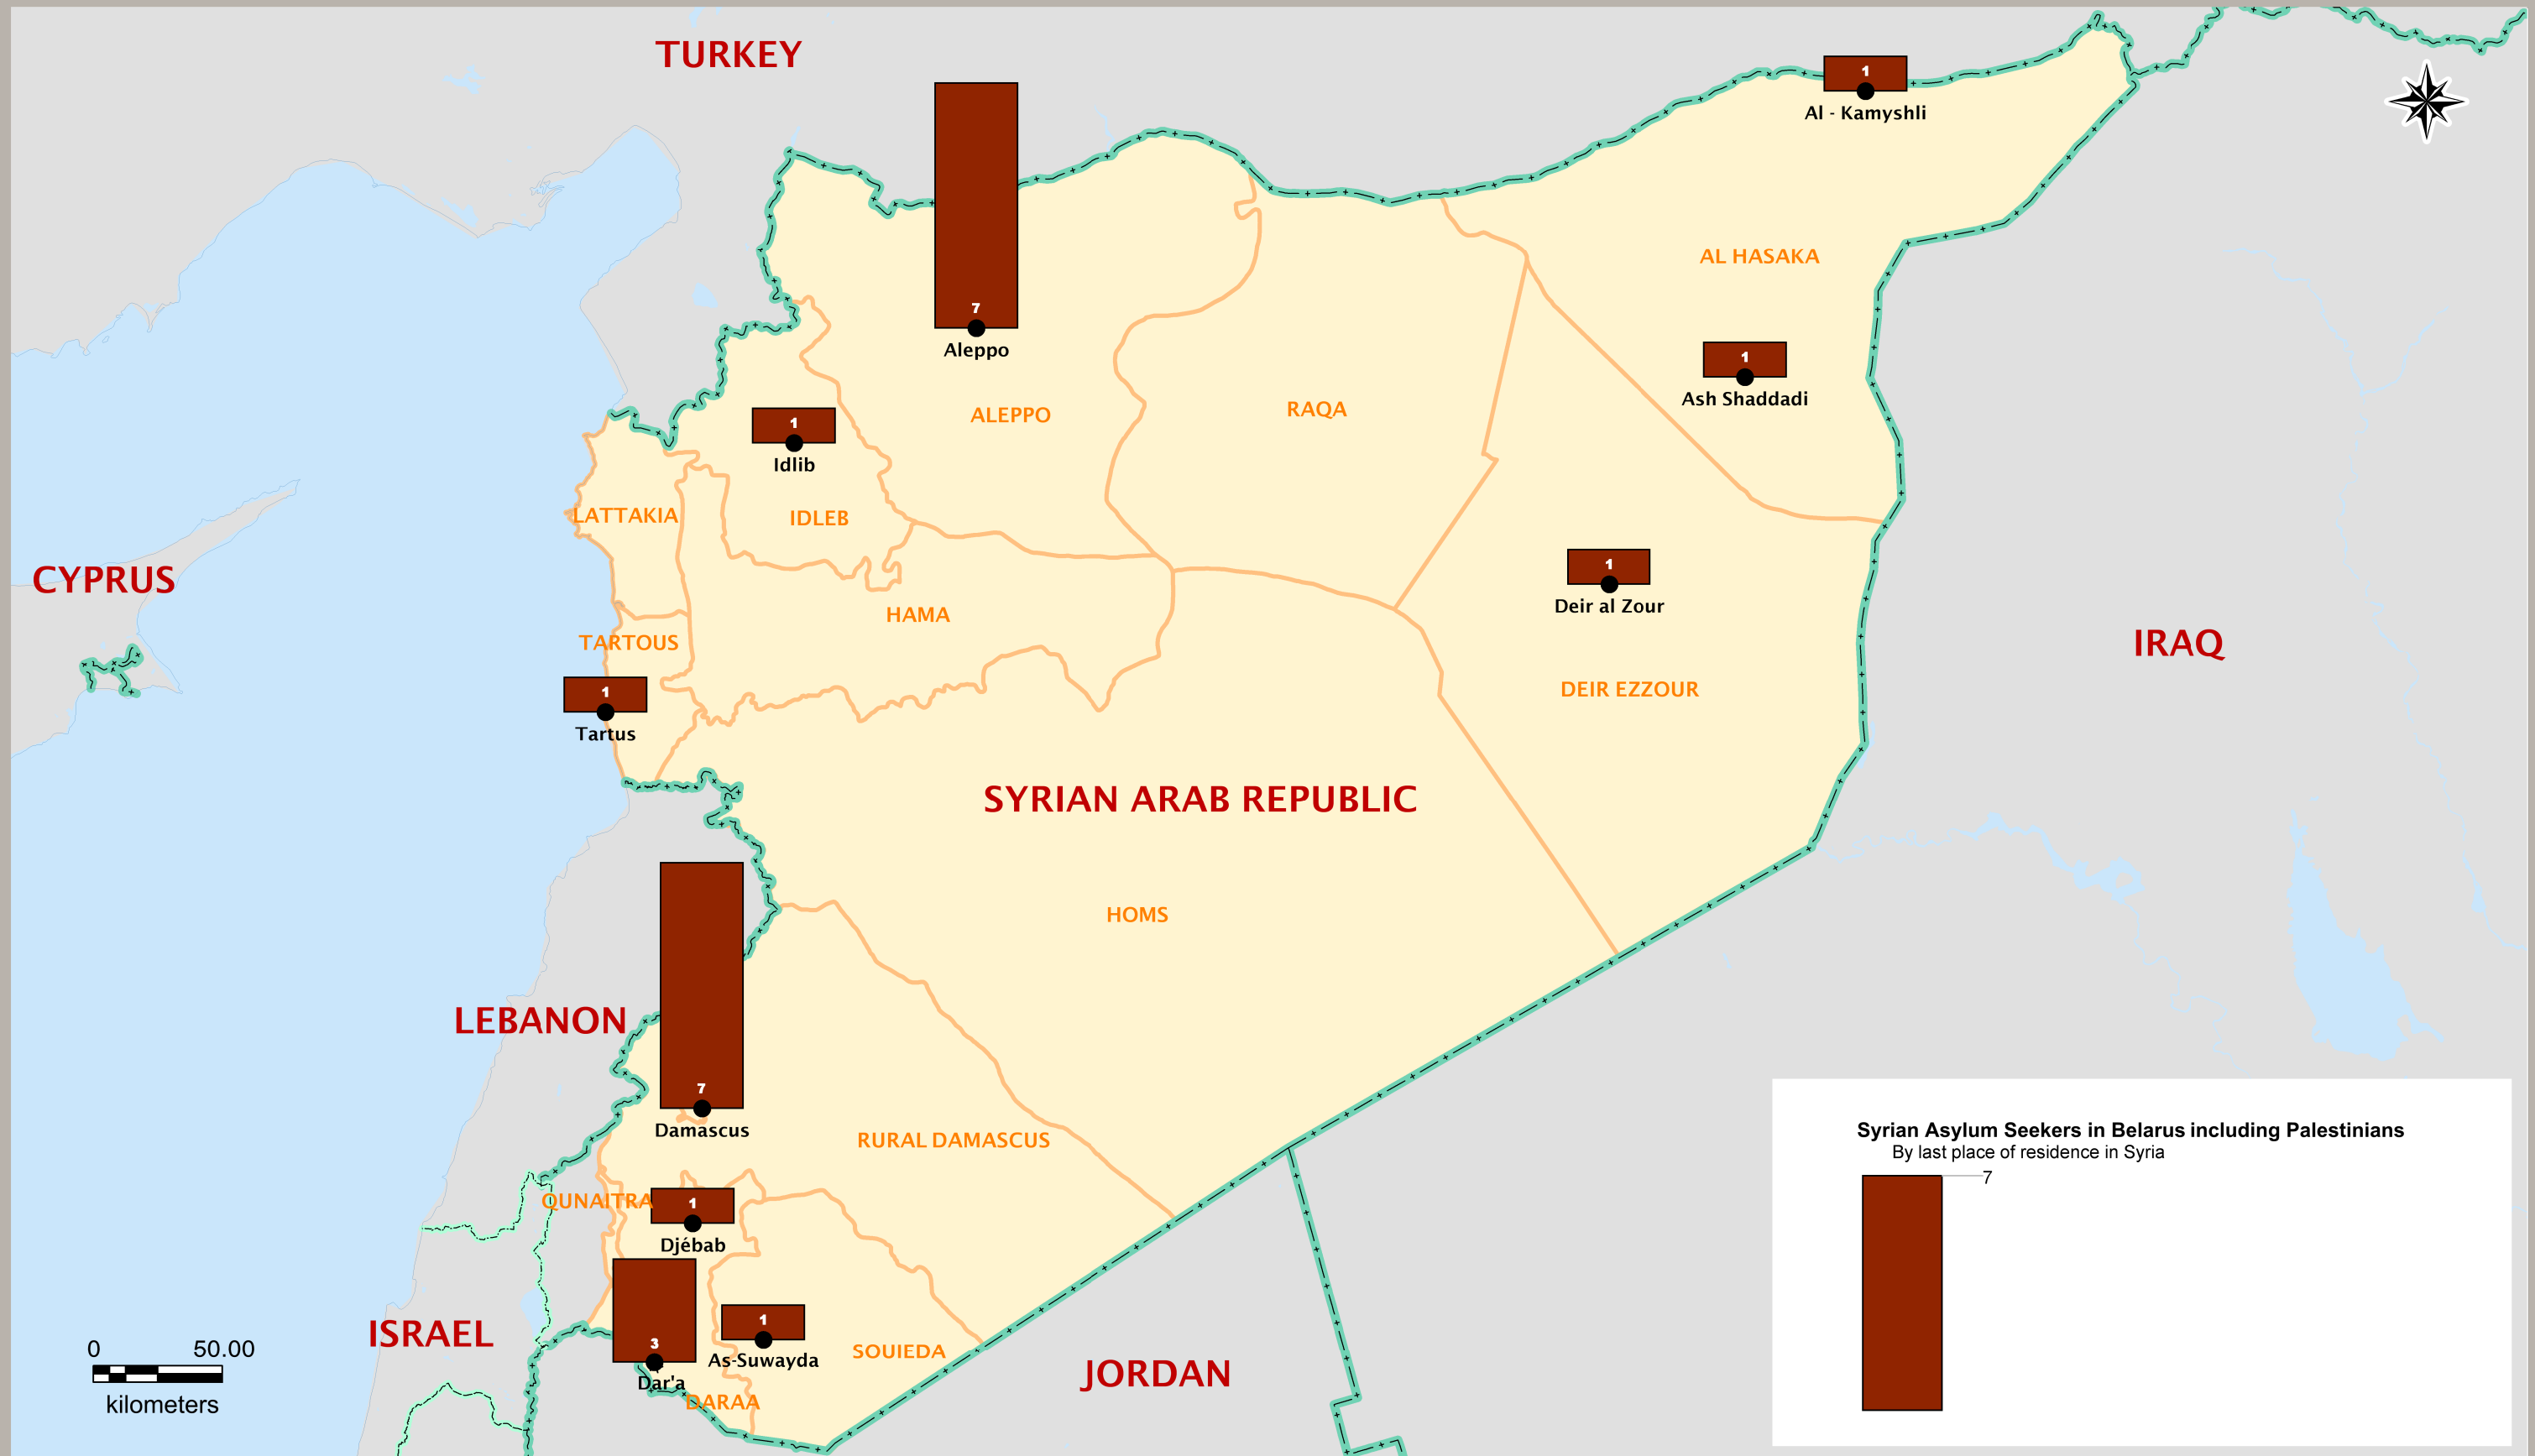 TURKEY
1
Al - Kamyshli
7
Aleppo
AL HASAKA
1
Ash Shaddadi
1
Idlib
ALEPPO
RAQA
LATTAKIA
IDLEB
1
Deir al Zour
CYPRUS
HAMA
TARTOUS
IRAQ
1
Tartus
DEIR EZZOUR
SYRIAN ARAB REPUBLIC
HOMS
LEBANON
7
Damascus
RURAL DAMASCUS
QUNAITRA
1
Djébab
3
Dar'a
1
As-Suwayda
SOUIEDA
DARAA
ISRAEL
JORDAN
0 50.00
kilometers
Syrian Asylum Seekers in Belarus including Palestinians
By last place of residence in Syria
7